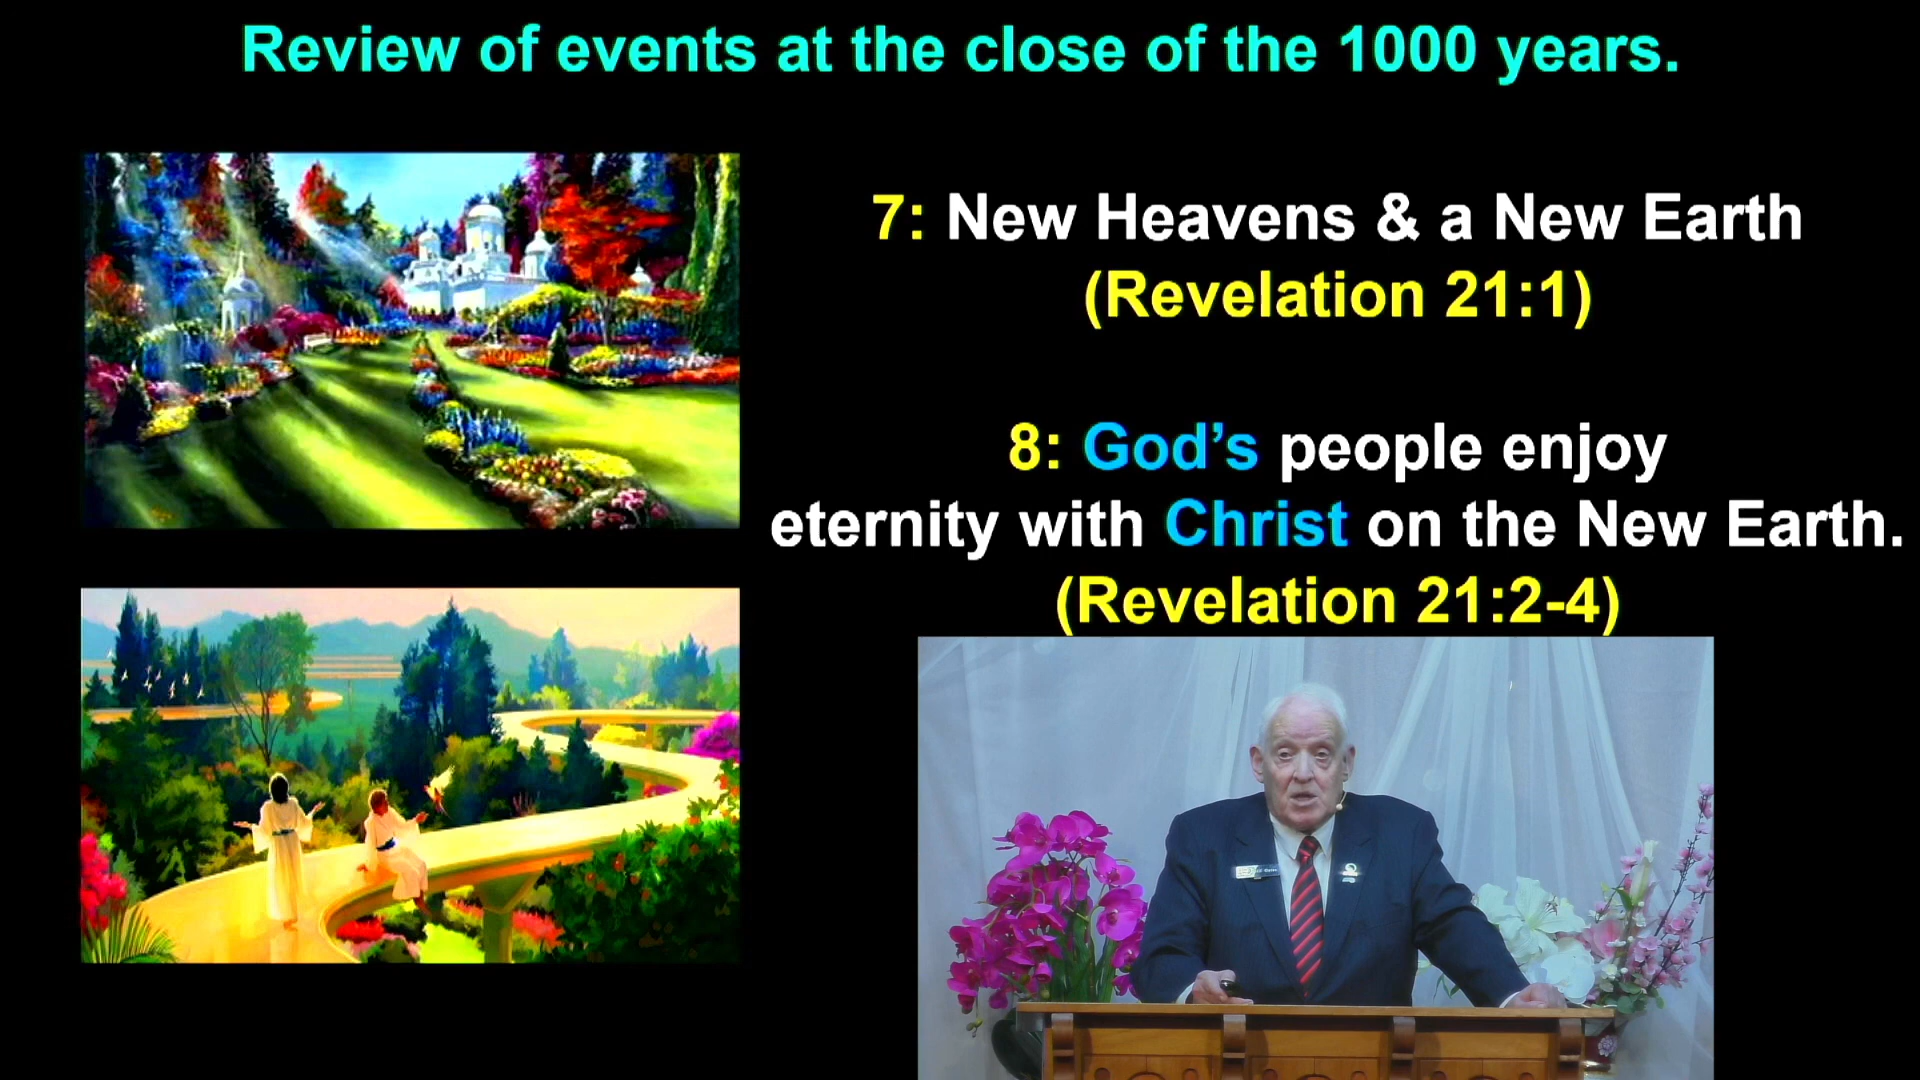 Review of events at the close of the 1000 years.
7: New Heavens & a New Earth
(Revelation 21:1)
8: God’s people enjoy
eternity with Christ on the New Earth.
(Revelation 21:2-4)